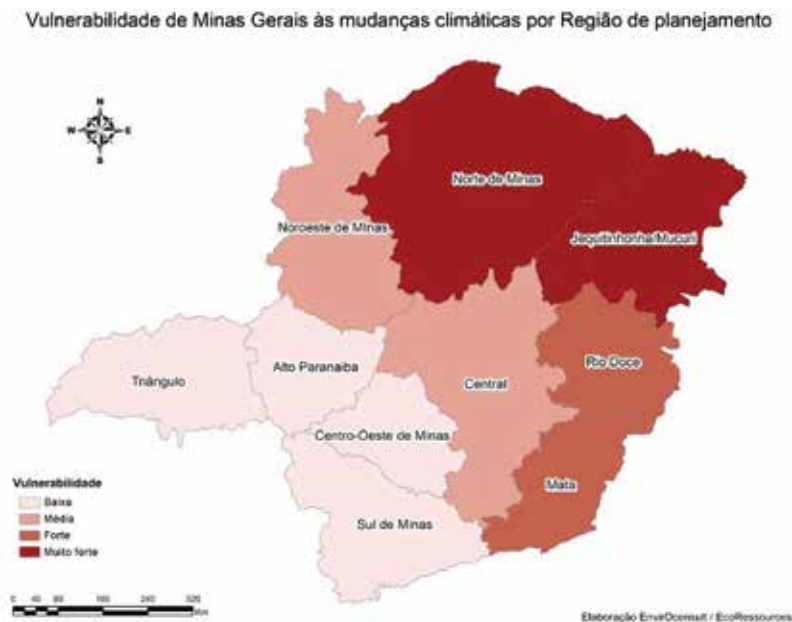 Vulnerabilidade de Minas Gerais às mudanças climáticas por Região de planejamento
N
W E
S
Norte de Minas
Jequitinhonha/Mucuri
Noroeste de Minas
Rio Doce
Alto Paranaiba
Triângulo
Central
Centro-Oeste de Minas
Mata
Sul de Minas
Vulnerabilidade
Baixa
Média
Forte
Muito forte
0 40 80 160 240 320
Km
Elaboração EnvirOconsult / EcoRessources